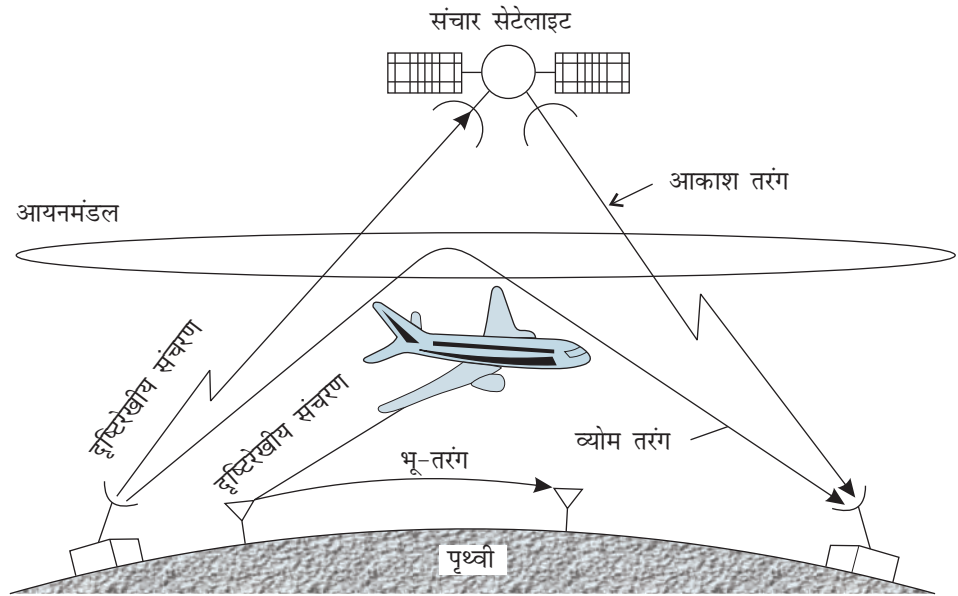 संचार सेटेलाइट
आकाश तरंग
आयनमंडल
दृष्टिरेखीय संचरण
दृष्टिरेखीय संचरण
व्योम तरंग
भू-तरंग
पृथ्वी